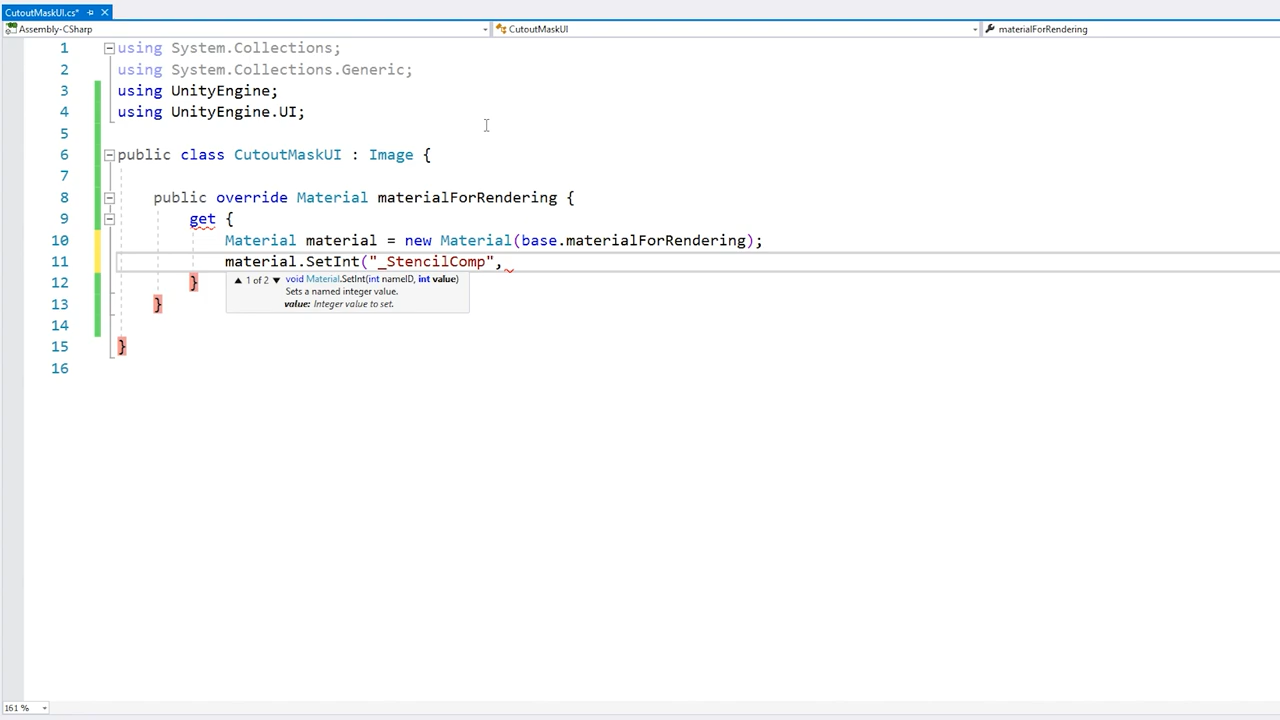 CutoutMaskUI.cs*
Assembly-CSharp CutoutMaskUI materialForRendering
1 using System.Collections;
2 using System.Collections.Generic;
3 using UnityEngine;
4 using UnityEngine.UI;
5
6 public class CutoutMaskUI : Image {
7
8 public override Material materialForRendering {
9 get {
10 Material material = new Material(base.materialForRendering);
11 material.SetInt("_StencilComp",
12 }
▲ 1 of 2 ▼ void Material.SetInt(int nameID, int value)
Sets a named integer value.
value: Integer value to set.
13 }
14
15 }
16
161 %